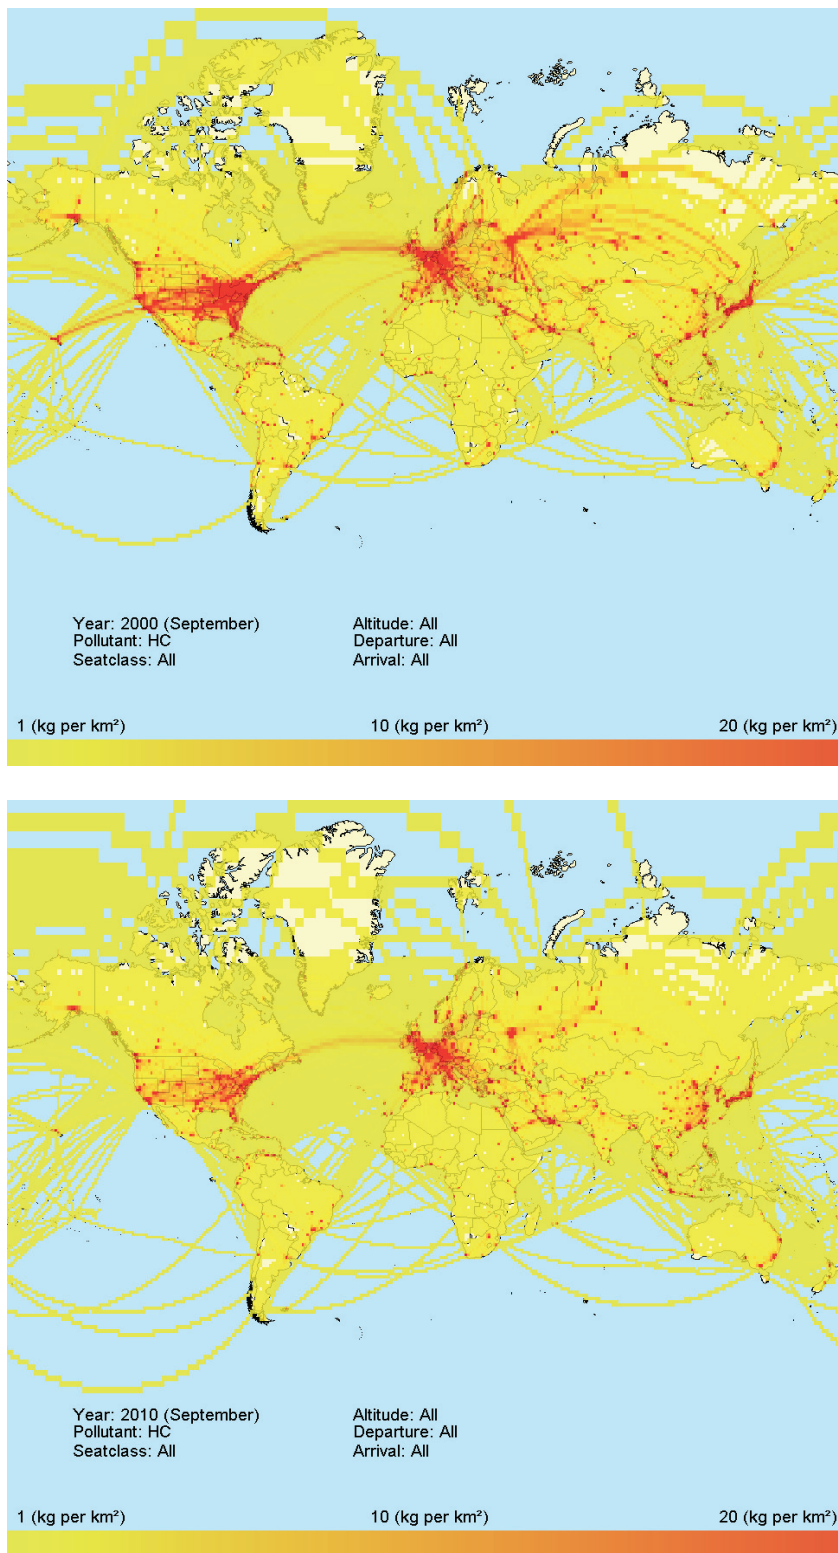 Year: 2000 (September)
Pollutant: HC
Seatclass: All
Altitude: All
Departure: All
Arrival: All
1 (kg per km²) 10 (kg per km²) 20 (kg per km²)
Year: 2010 (September)
Pollutant: HC
Seatclass: All
Altitude: All
Departure: All
Arrival: All
1 (kg per km²) 10 (kg per km²) 20 (kg per km²)